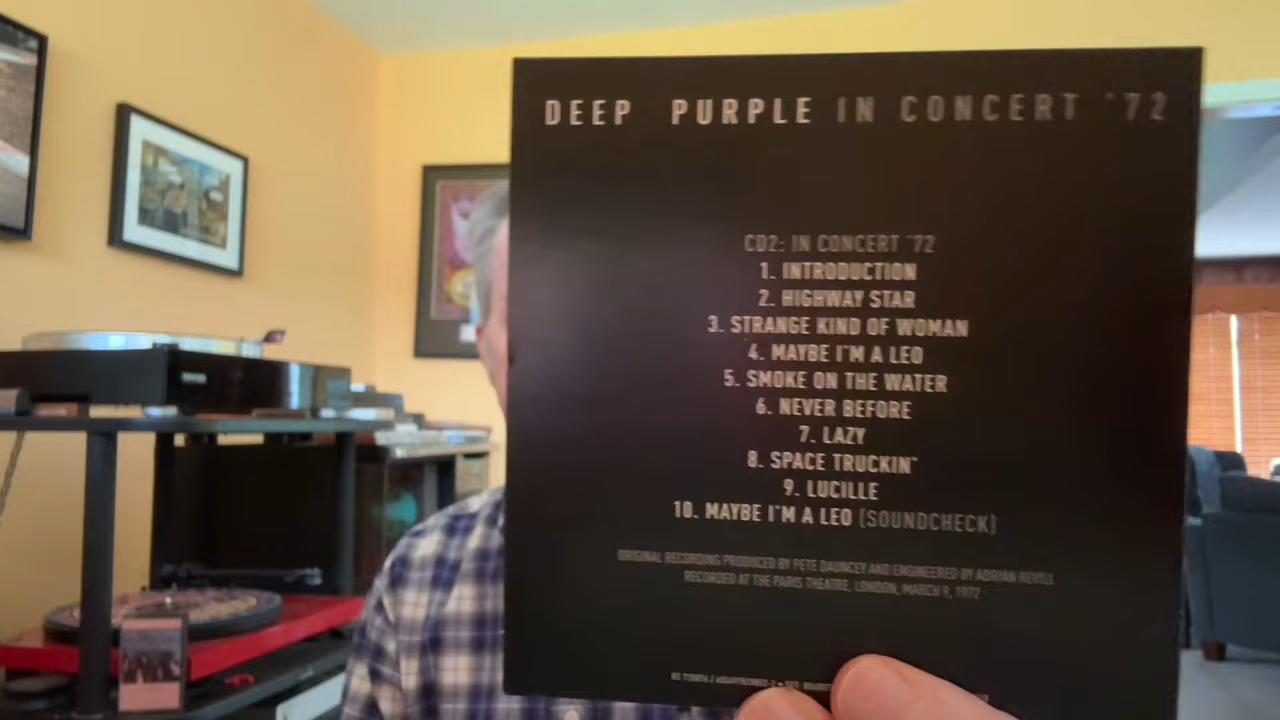 DEEP PURPLE IN CONCERT '72
CD2: IN CONCERT '72
1. INTRODUCTION
2. HIGHWAY STAR
3. STRANGE KIND OF WOMAN
4. MAYBE I'M A LEO
5. SMOKE ON THE WATER
6. NEVER BEFORE
7. LAZY
8. SPACE TRUCKIN'
9. LUCILLE
10. MAYBE I'M A LEO (SOUNDCHECK)
ORIGINAL RECORDING PRODUCED BY PETE DAUNCEY AND ENGINEERED BY ADRIAN REVILL
RECORDED AT THE PARIS THEATRE, LONDON, MARCH 9, 1972